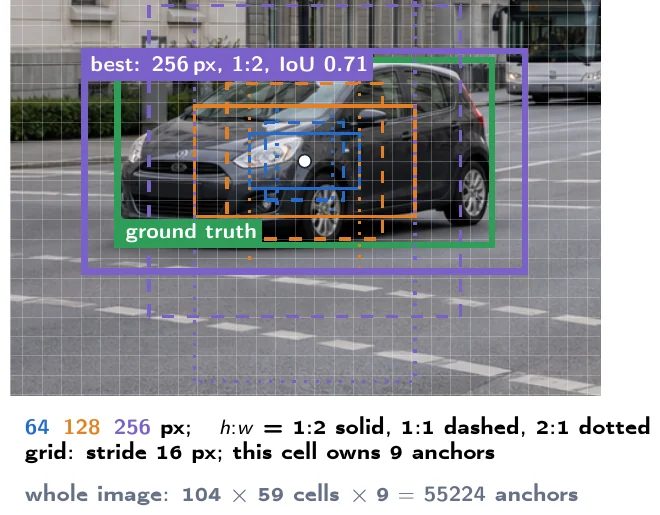 best: 256 px, 1:2, IoU 0.71
ground truth
64 128 256 px; h:w = 1:2 solid, 1:1 dashed, 2:1 dotted
grid: stride 16 px; this cell owns 9 anchors
whole image: 104 × 59 cells × 9 = 55224 anchors